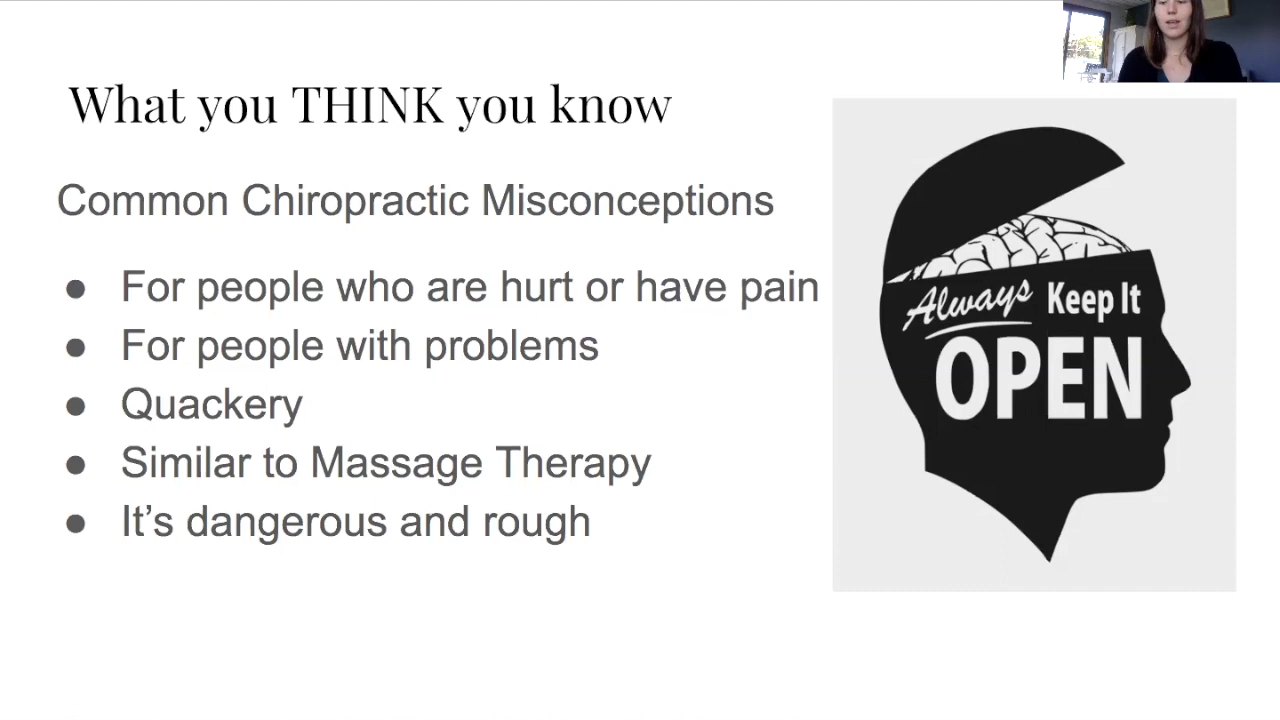 What you THINK you know
Common Chiropractic Misconceptions
● For people who are hurt or have pain
● For people with problems
● Quackery
● Similar to Massage Therapy
● It’s dangerous and rough
Always Keep It
OPEN